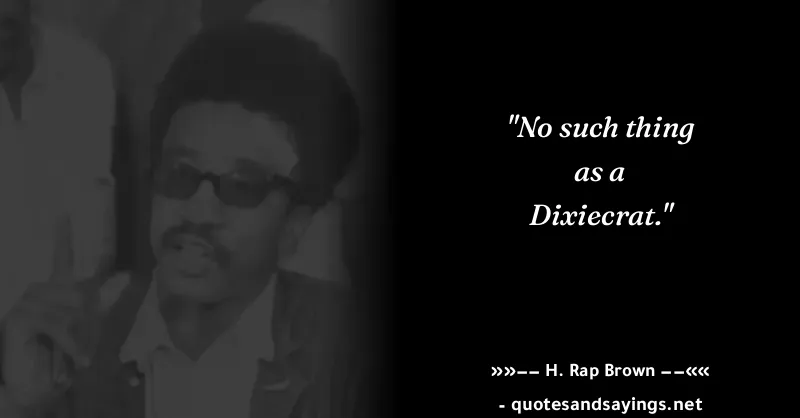 "No such thing
as a
Dixiecrat."
»»–– H. Rap Brown ––««
- quotesandsayings.net